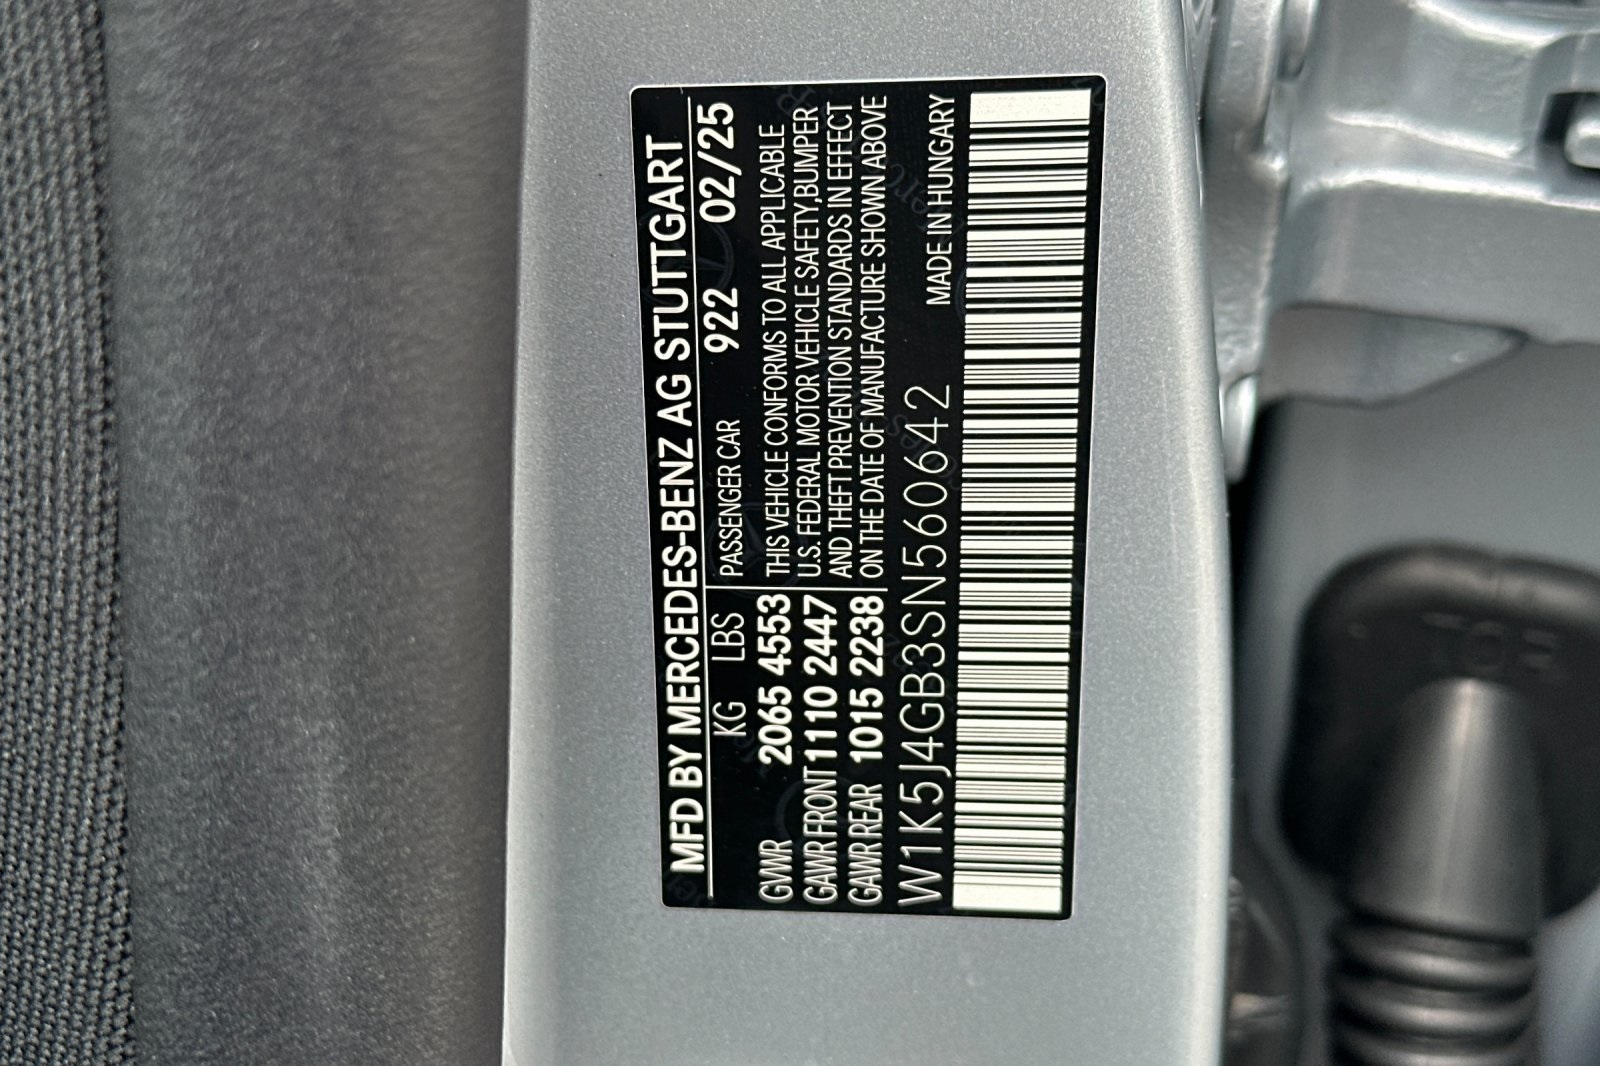 MFD BY MERCEDES-BENZ AG STUTTGART
KG LBS PASSENGER CAR 922 02/25
GVWR 2065 4553 THIS VEHICLE CONFORMS TO ALL APPLICABLE
GAWR FRONT 1110 2447 U.S. FEDERAL MOTOR VEHICLE SAFETY,BUMPER
GAWR REAR 1015 2238 AND THEFT PREVENTION STANDARDS IN EFFECT
ON THE DATE OF MANUFACTURE SHOWN ABOVE
W1K5J4GB3SN560642 MADE IN HUNGARY
TOP